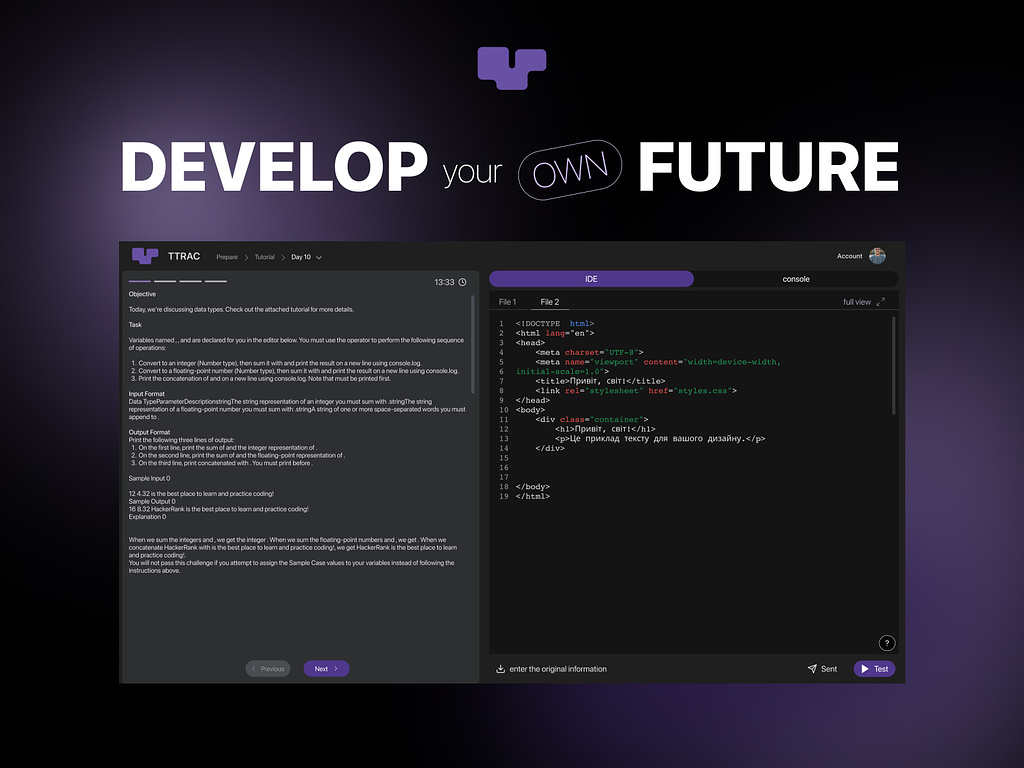 DEVELOP your OWN FUTURE
TTRAC
Prepare
Tutorial
Day 10
Account
13:33
Objective
Today, we're discussing data types. Check out the attached tutorial for more details.
Task
Variables named , , and are declared for you in the editor below. You must use the operator to perform the following sequence
of operations:
1. Convert to an integer (Number type), then sum it with and print the result on a new line using console.log.
2. Convert to a floating-point number (Number type), then sum it with and print the result on a new line using console.log.
3. Print the concatenation of and on a new line using console.log. Note that must be printed first.
Input Format
Data TypeParameterDescriptionstringThe string representation of an integer you must sum with .stringThe string
representation of a floating-point number you must sum with .stringA string of one or more space-separated words you must
append to .
Output Format
Print the following three lines of output:
1. On the first line, print the sum of and the integer representation of .
2. On the second line, print the sum of and the floating-point representation of .
3. On the third line, print concatenated with . You must print before .
Sample Input 0
12 4.32 is the best place to learn and practice coding!
Sample Output 0
16 8.32 HackerRank is the best place to learn and practice coding!
Explanation 0
When we sum the integers and , we get the integer . When we sum the floating-point numbers and , we get . When we
concatenate HackerRank with is the best place to learn and practice coding!, we get HackerRank is the best place to learn
and practice coding!.
You will not pass this challenge if you attempt to assign the Sample Case values to your variables instead of following the
instructions above.
Previous
Next
IDE
console
File 1
File 2
full view
1 <!DOCTYPE html>
2 <html lang="en">
3 <head>
4 <meta charset="UTF-8">
5 <meta name="viewport" content="width=device-width,
6 initial-scale=1.0">
7 <title>Привіт, світ!</title>
8 <link rel="stylesheet" href="styles.css">
9 </head>
10 <body>
11 <div class="container">
12 <h1>Привіт, світ!</h1>
13 <p>Це приклад тексту для вашого дизайну.</p>
14 </div>
15
16
17
18 </body>
19 </html>
?
enter the original information
Sent
Test